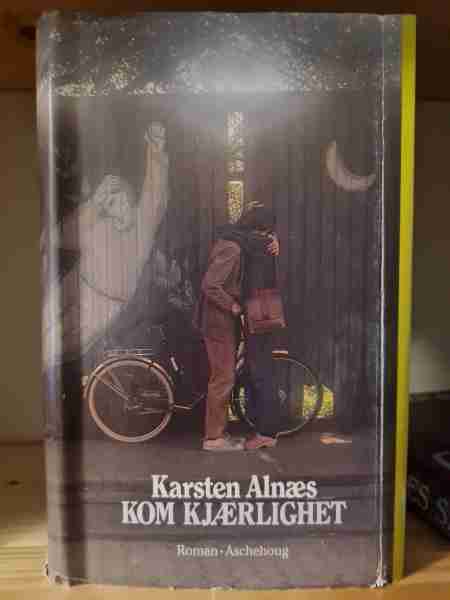 Karsten Alnæs
KOM KJÆRLIGHET
Roman · Aschehoug